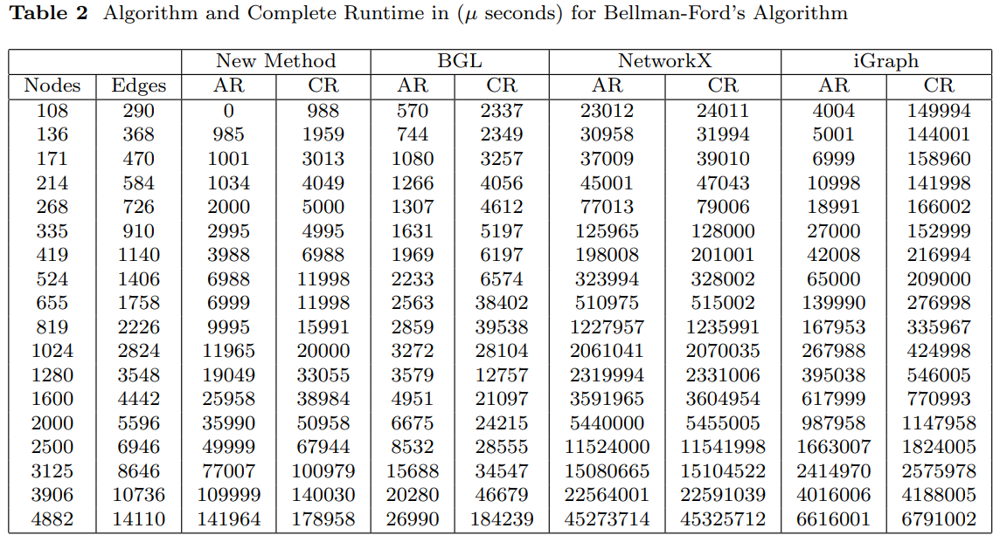 Table 2 Algorithm and Complete Runtime in (μ seconds) for Bellman-Ford's Algorithm
New Method BGL NetworkX iGraph
Nodes Edges AR CR AR CR AR CR AR CR
108 290 0 988 570 2337 23012 24011 4004 149994
136 368 985 1959 744 2349 30958 31994 5001 144001
171 470 1001 3013 1080 3257 37009 39010 6999 158960
214 584 1034 4049 1266 4056 45001 47043 10998 141998
268 726 2000 5000 1307 4612 77013 79006 18991 166002
335 910 2995 4995 1631 5197 125965 128000 27000 152999
419 1140 3988 6988 1969 6197 198008 201001 42008 216994
524 1406 6988 11998 2233 6574 323994 328002 65000 209000
655 1758 6999 11998 2563 38402 510975 515002 139990 276998
819 2226 9995 15991 2859 39538 1227957 1235991 167953 335967
1024 2824 11965 20000 3272 28104 2061041 2070035 267988 424998
1280 3548 19049 33055 3579 12757 2319994 2331006 395038 546005
1600 4442 25958 38984 4951 21097 3591965 3604954 617999 770993
2000 5596 35990 50958 6675 24215 5440000 5455005 987958 1147958
2500 6946 49999 67944 8532 28555 11524000 11541998 1663007 1824005
3125 8646 77007 100979 15688 34547 15080665 15104522 2414970 2575978
3906 10736 109999 140030 20280 46679 22564001 22591039 4016006 4188005
4882 14110 141964 178958 26990 184239 45273714 45325712 6616001 6791002